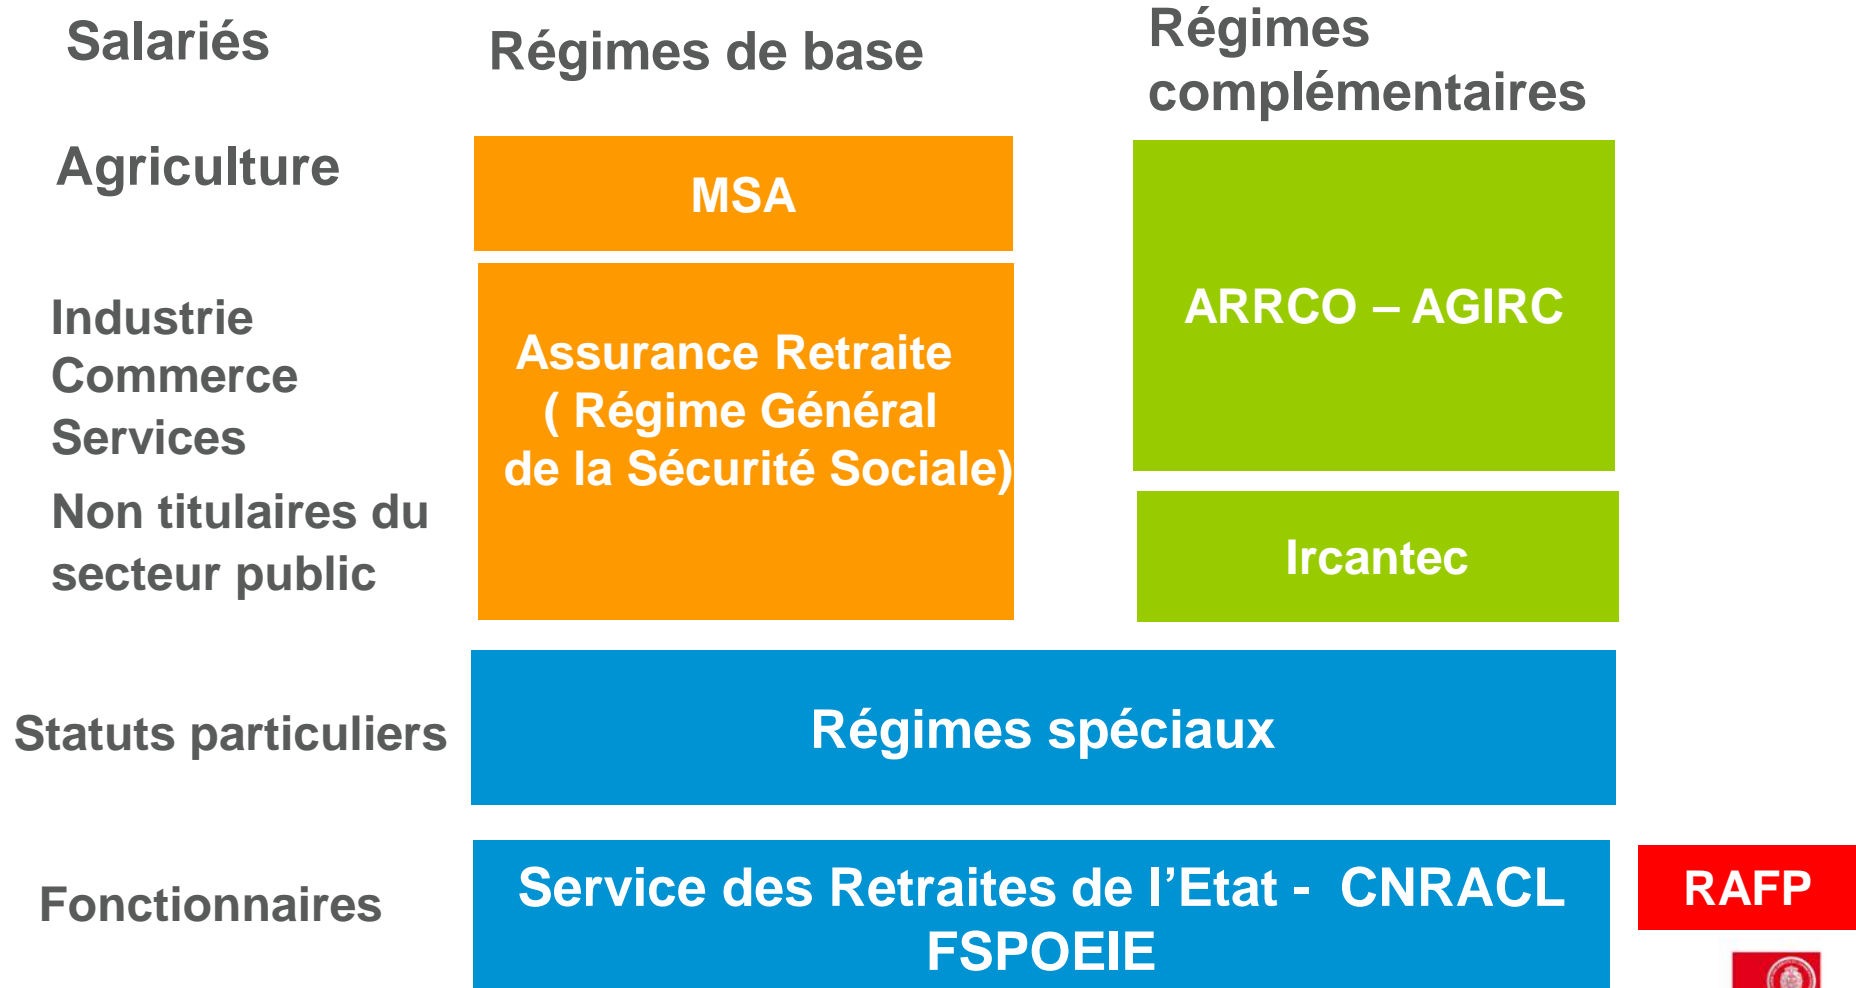 Salariés
Régimes de base
Régimes
complémentaires
Agriculture
MSA
ARRCO – AGIRC
Industrie
Commerce
Services
Assurance Retraite
( Régime Général
de la Sécurité Sociale)
Non titulaires du
secteur public
Ircantec
Statuts particuliers
Régimes spéciaux
Fonctionnaires
Service des Retraites de l’Etat - CNRACL
FSPOEIE
RAFP